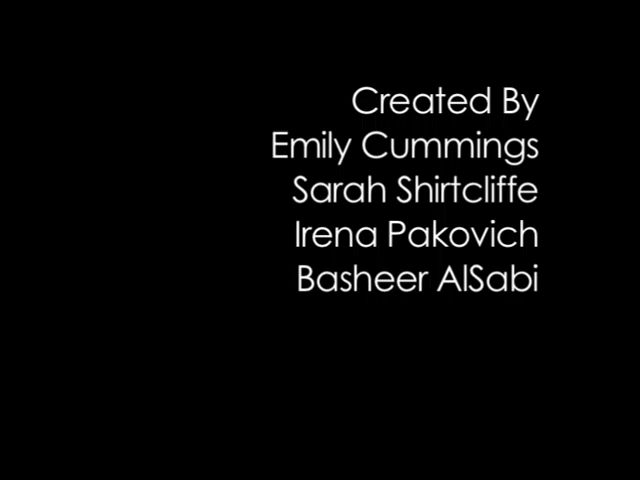 Created By
Emily Cummings
Sarah Shirtcliffe
Irena Pakovich
Basheer AlSabi